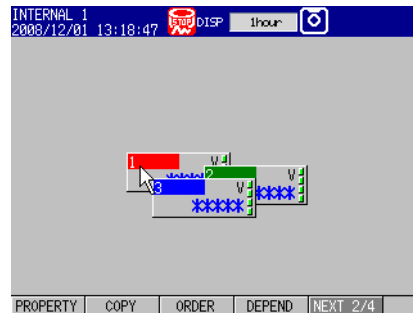 INTERNAL 1
2008/12/01 13:18:47 STOP DISP 1hour
1 V
2 V
*****
3 V
*****
PROPERTY COPY ORDER DEPEND NEXT 2/4